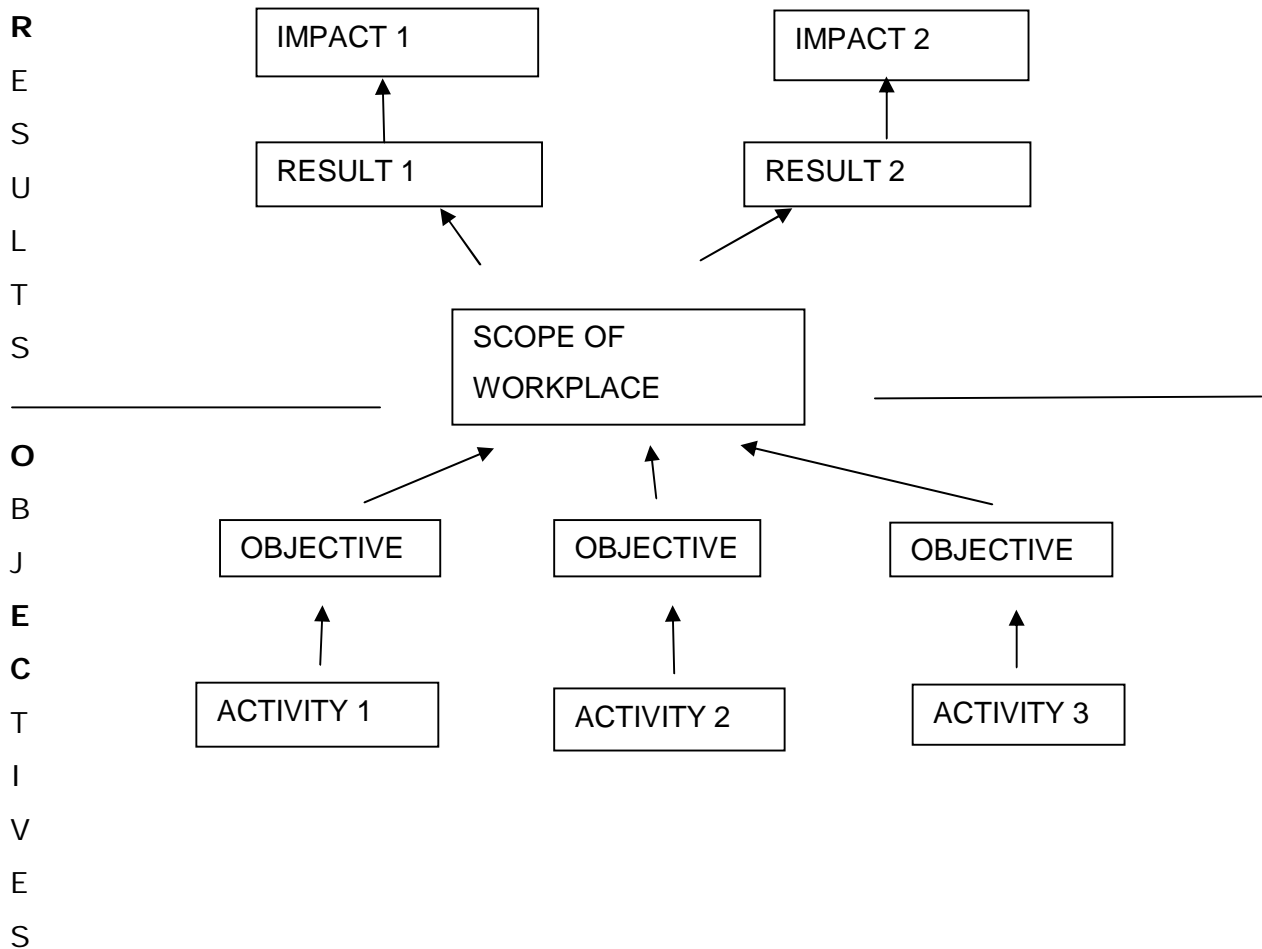 R
E
S
U
L
T
S
IMPACT 1
IMPACT 2
RESULT 1
RESULT 2
SCOPE OF
WORKPLACE
O
B
J
E
C
T
I
V
E
S
OBJECTIVE
OBJECTIVE
OBJECTIVE
ACTIVITY 1
ACTIVITY 2
ACTIVITY 3